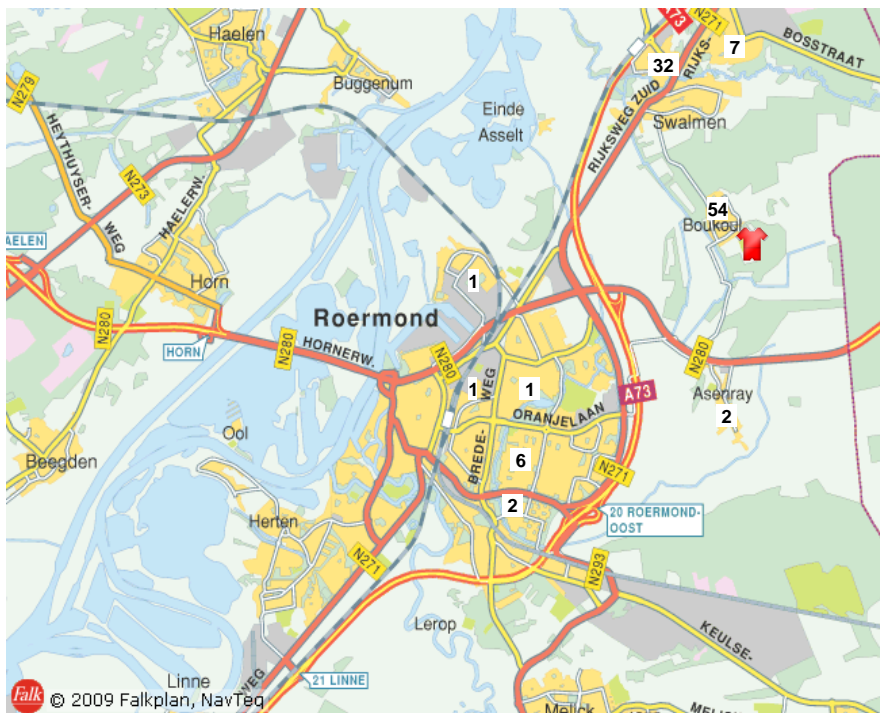 Haelen
A73
N271
7
BOSSTRAAT
32
RIJKS-
Buggenum
N279
Einde
Asselt
RIJKSWEG ZUID
Swalmen
HEYTHUYSER-
WEG
N273
HAELERW.
54
Boukoul
AELEN
Horn
1
Roermond
N280
HORN
N280
HORNERW.
N280
WEG
N280
1
1
A73
Asenray
2
ORANJELAAN
Ool
BREDE-
6
N271
Beegden
2
20 ROERMOND-
OOST
Herten
N271
N293
Lerop
KEULSE-
Linne
21 LINNE
WEG
Melick
MELICK
Falk © 2009 Falkplan, NavTeq